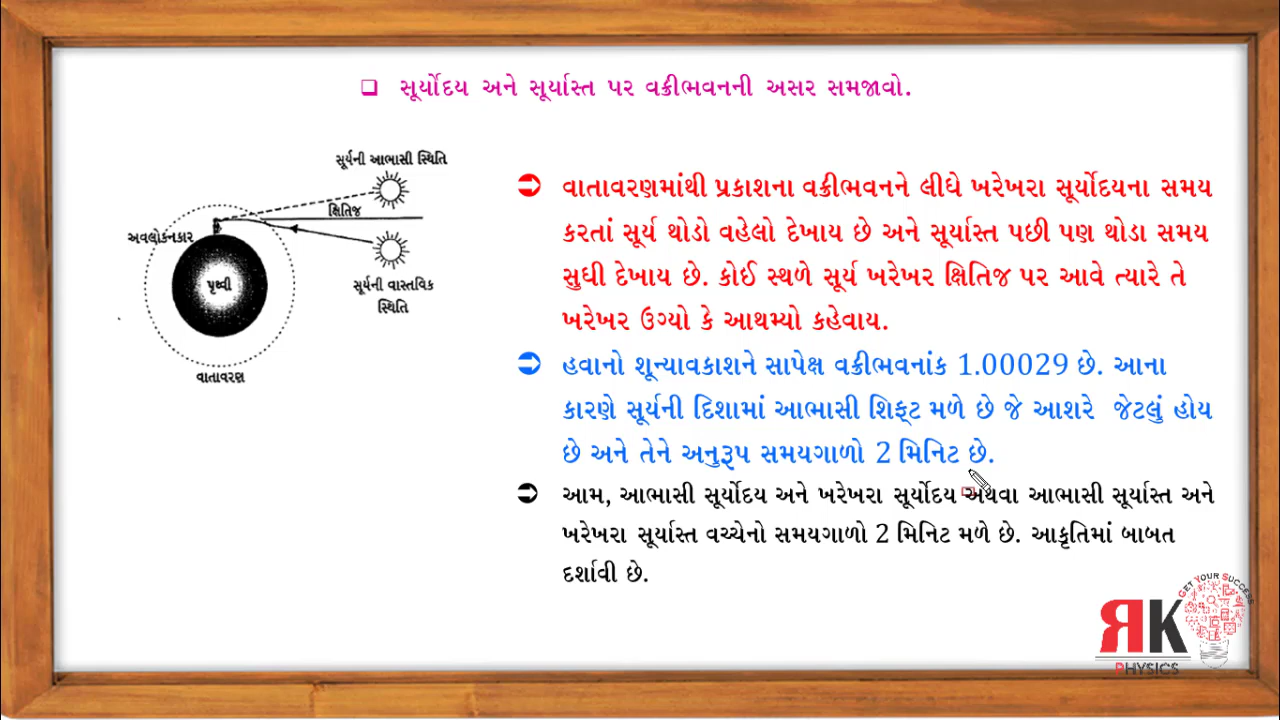 સૂર્યોદય અને સૂર્યાસ્ત પર વક્રીભવનની અસર સમજાવો.
સૂર્યની આભાસી સ્થિતિ
ક્ષિતિજ
અવલોકનકાર
પૃથ્વી
સૂર્યની વાસ્તવિક
સ્થિતિ
વાતાવરણ
વાતાવરણમાંથી પ્રકાશના વક્રીભવનને લીધે ખરેખરા સૂર્યોદયના સમય
કરતાં સૂર્ય થોડો વહેલો દેખાય છે અને સૂર્યાસ્ત પછી પણ થોડા સમય
સુધી દેખાય છે. કોઈ સ્થળે સૂર્ય ખરેખર ક્ષિતિજ પર આવે ત્યારે તે
ખરેખર ઉગ્યો કે આથમ્યો કહેવાય.
હવાનો શૂન્યાવકાશને સાપેક્ષ વક્રીભવનાંક 1.00029 છે. આના
કારણે સૂર્યની દિશામાં આભાસી શિફ્ટ મળે છે જે આશરે જેટલું હોય
છે અને તેને અનુરૂપ સમયગાળો 2 મિનિટ છે.
આમ, આભાસી સૂર્યોદય અને ખરેખરા સૂર્યોદય અથવા આભાસી સૂર્યાસ્ત અને
ખરેખરા સૂર્યાસ્ત વચ્ચેનો સમયગાળો 2 મિનિટ મળે છે. આકૃતિમાં બાબત
દર્શાવી છે.
GET YOUR SUCCESS
RK
PHYSICS